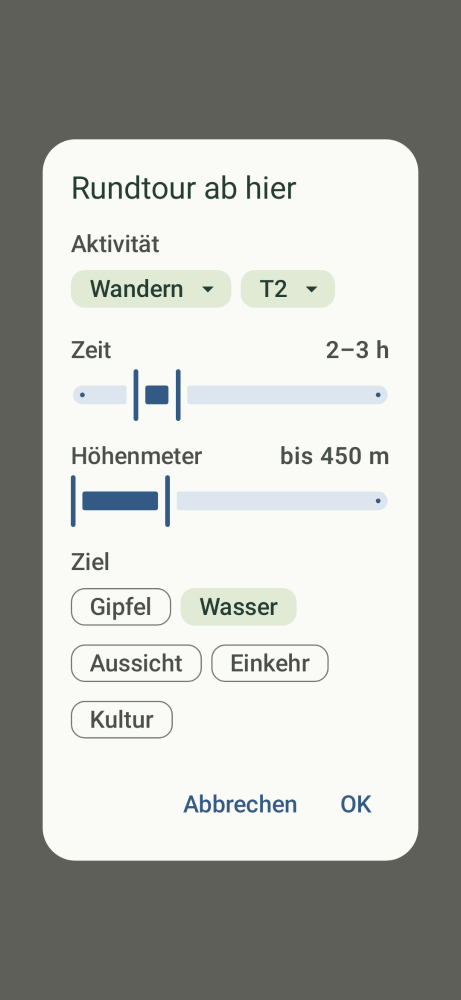 Rundtour ab hier
Aktivität
Wandern T2
Zeit 2–3 h
Höhenmeter bis 450 m
Ziel
Gipfel Wasser
Aussicht Einkehr
Kultur
Abbrechen OK